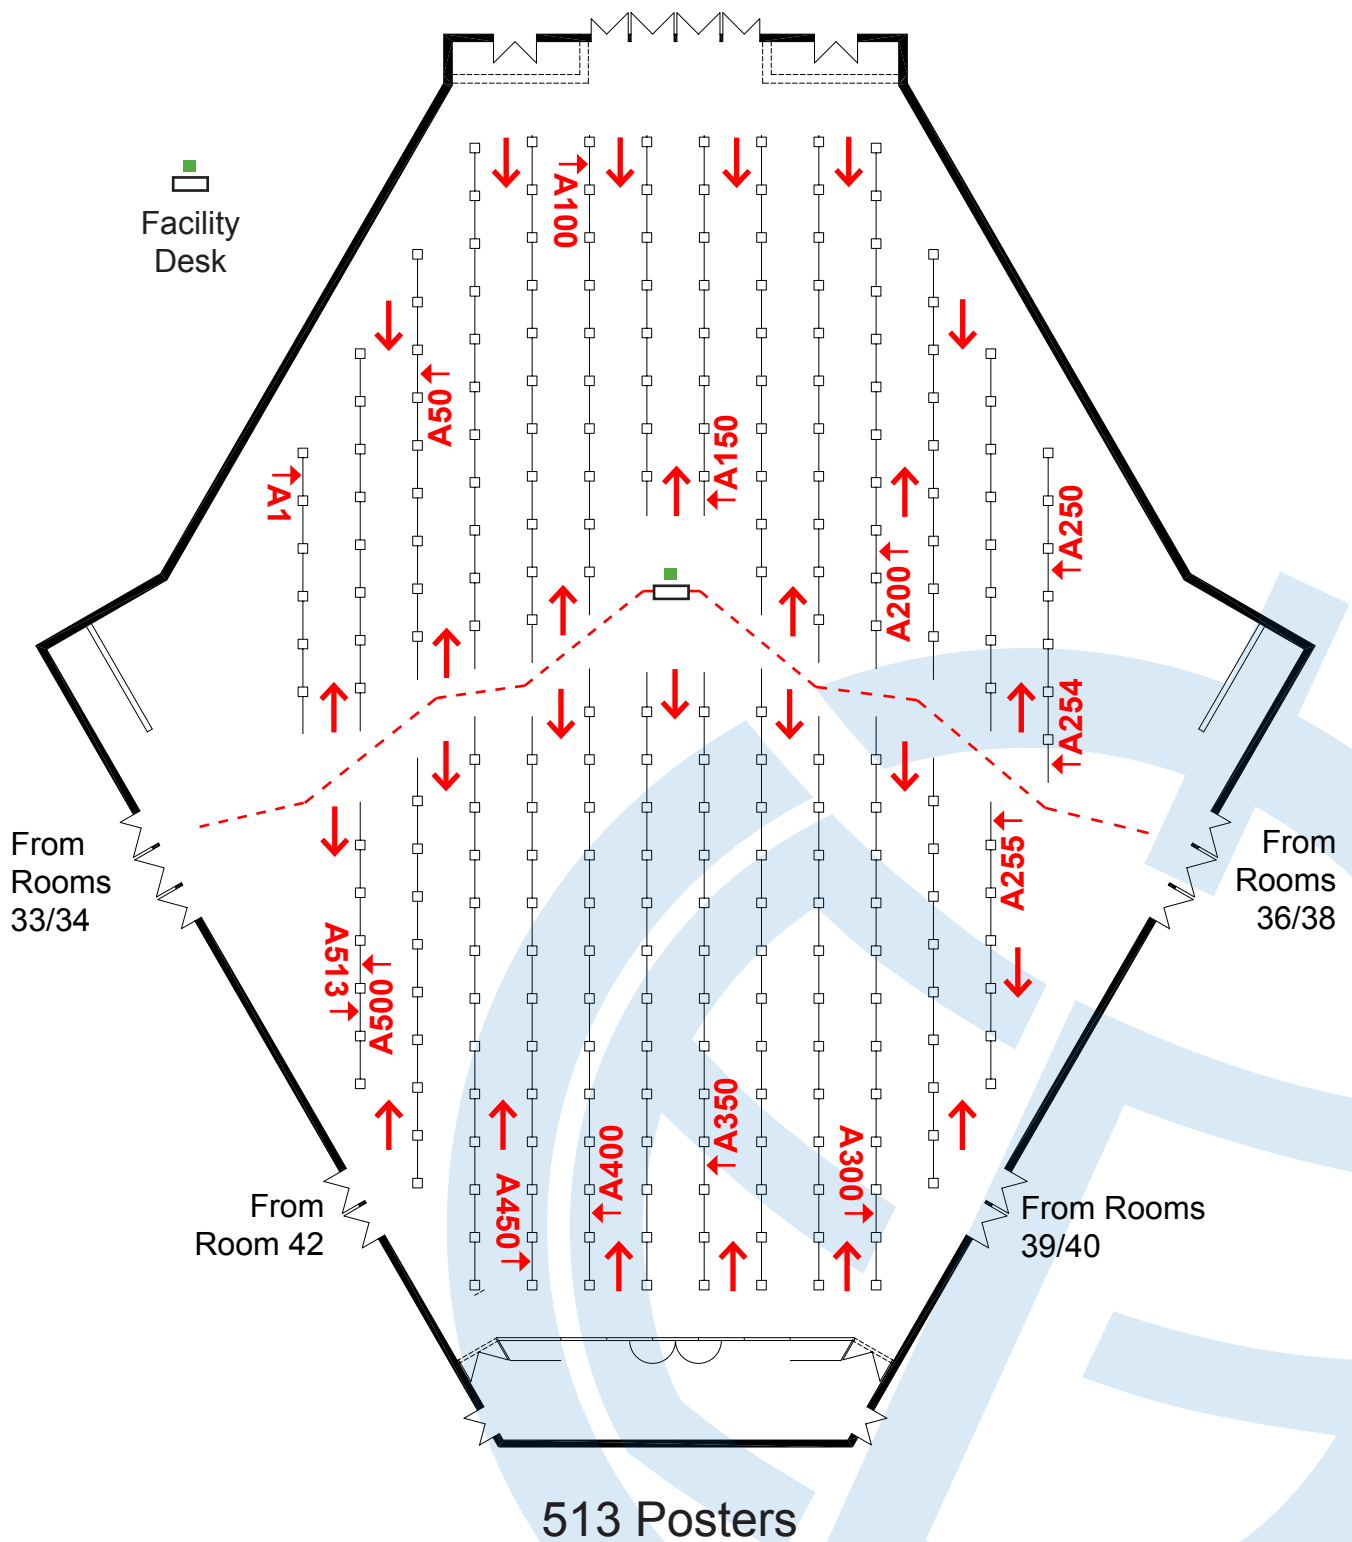 Facility
Desk
A100
A50
A150
A1
A250
A200
A254
A255
From
Rooms
33/34
From
Rooms
36/38
A513
A500
A350
A400
A300
A450
From
Room 42
From Rooms
39/40
513 Posters